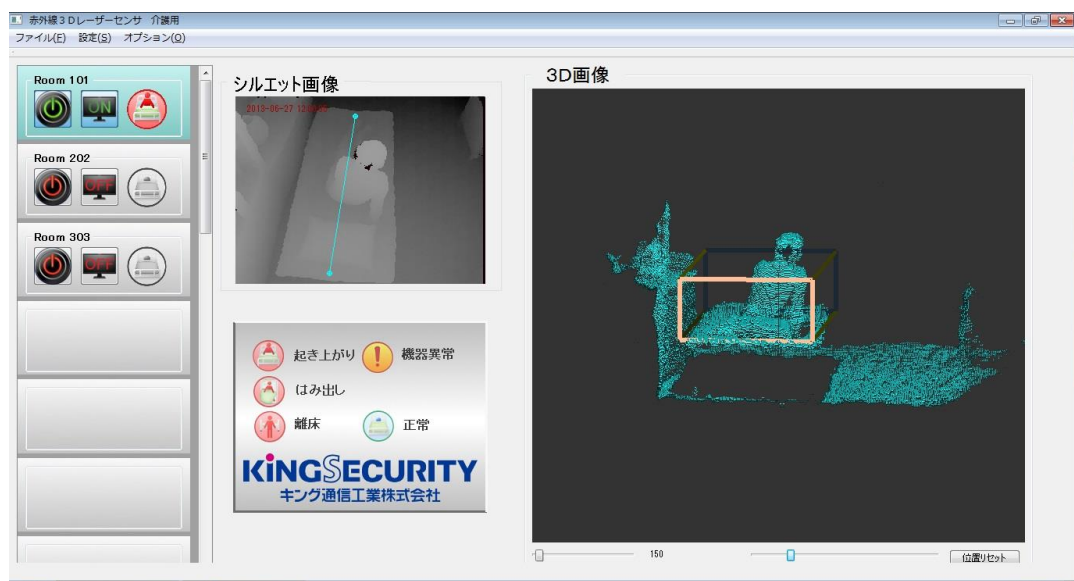 赤外線3Dレーザーセンサ 介護用
ファイル(F) 設定(S) オプション(O)
Room 101
ON
Room 202
OFF
Room 303
OFF
シルエット画像
起き上がり
機器異常
はみ出し
離床
正常
KiNGSECURITY
キング通信工業株式会社
3D画像
150
位置リセット